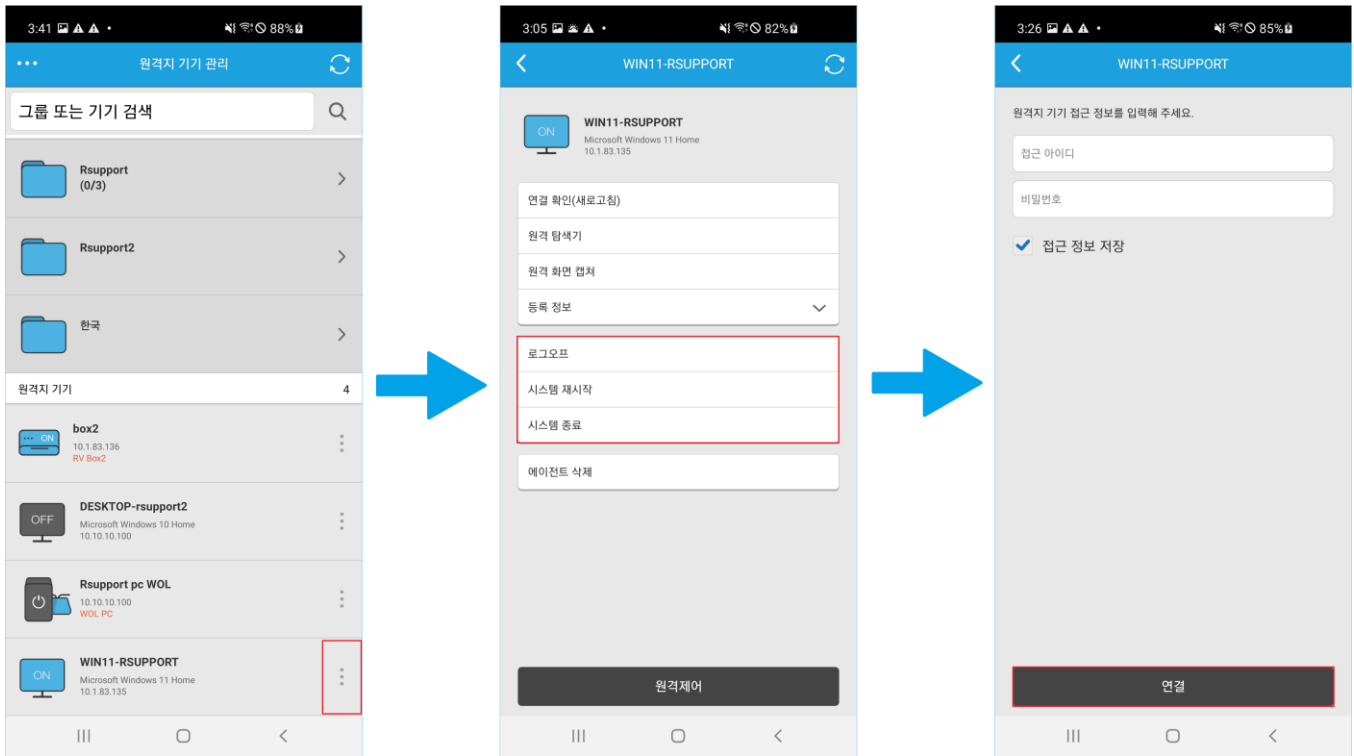 3:41
88%
원격지 기기 관리
그룹 또는 기기 검색
Rsupport
(0/3)
Rsupport2
한국
원격지 기기 4
ON
box2
10.1.83.136
RV Box2
OFF
DESKTOP-rsupport2
Microsoft Windows 10 Home
10.10.10.100
Rsupport pc WOL
10.10.10.100
WOL PC
ON
WIN11-RSUPPORT
Microsoft Windows 11 Home
10.1.83.135
3:05
82%
WIN11-RSUPPORT
ON
WIN11-RSUPPORT
Microsoft Windows 11 Home
10.1.83.135
연결 확인(새로고침)
원격 탐색기
원격 화면 캡쳐
등록 정보
로그오프
시스템 재시작
시스템 종료
에이전트 삭제
원격제어
3:26
85%
WIN11-RSUPPORT
원격지 기기 접근 정보를 입력해 주세요.
접근 아이디
비밀번호
접근 정보 저장
연결